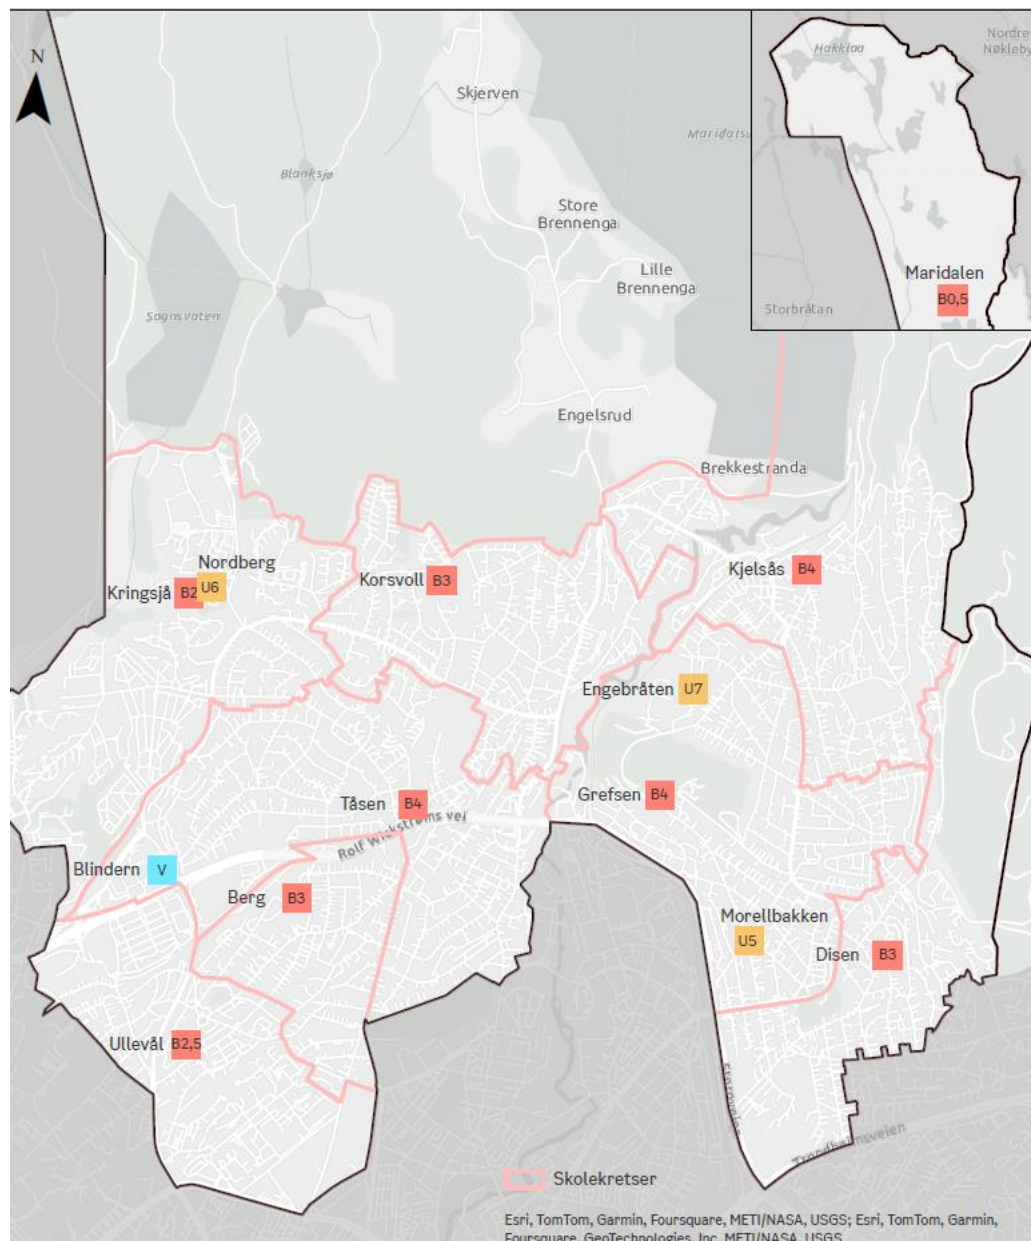 N
Skjerven
Blanksjø
Store
Brennenga
Lille
Brennenga
Sognsvaten
Engelsrud
Brekkestranda
Hakkloa
Nordre
Maridalen
B0,5
Storbråtan
Nordberg
Kringsjå B2 U6
Korsvoll B3
Kjelsås B4
Engebråten U7
Grefsen B4
Tåsen B4
Rolf Wickstrøms vei
Blindern V
Berg B3
Morellbakken
U5
Disen B3
Ullevål B2,5
Trondheimsveien
Skolekretser
Esri, TomTom, Garmin, Foursquare, METI/NASA, USGS; Esri, TomTom, Garmin,
Foursquare, GeoTechnologies, Inc, METI/NASA, USGS